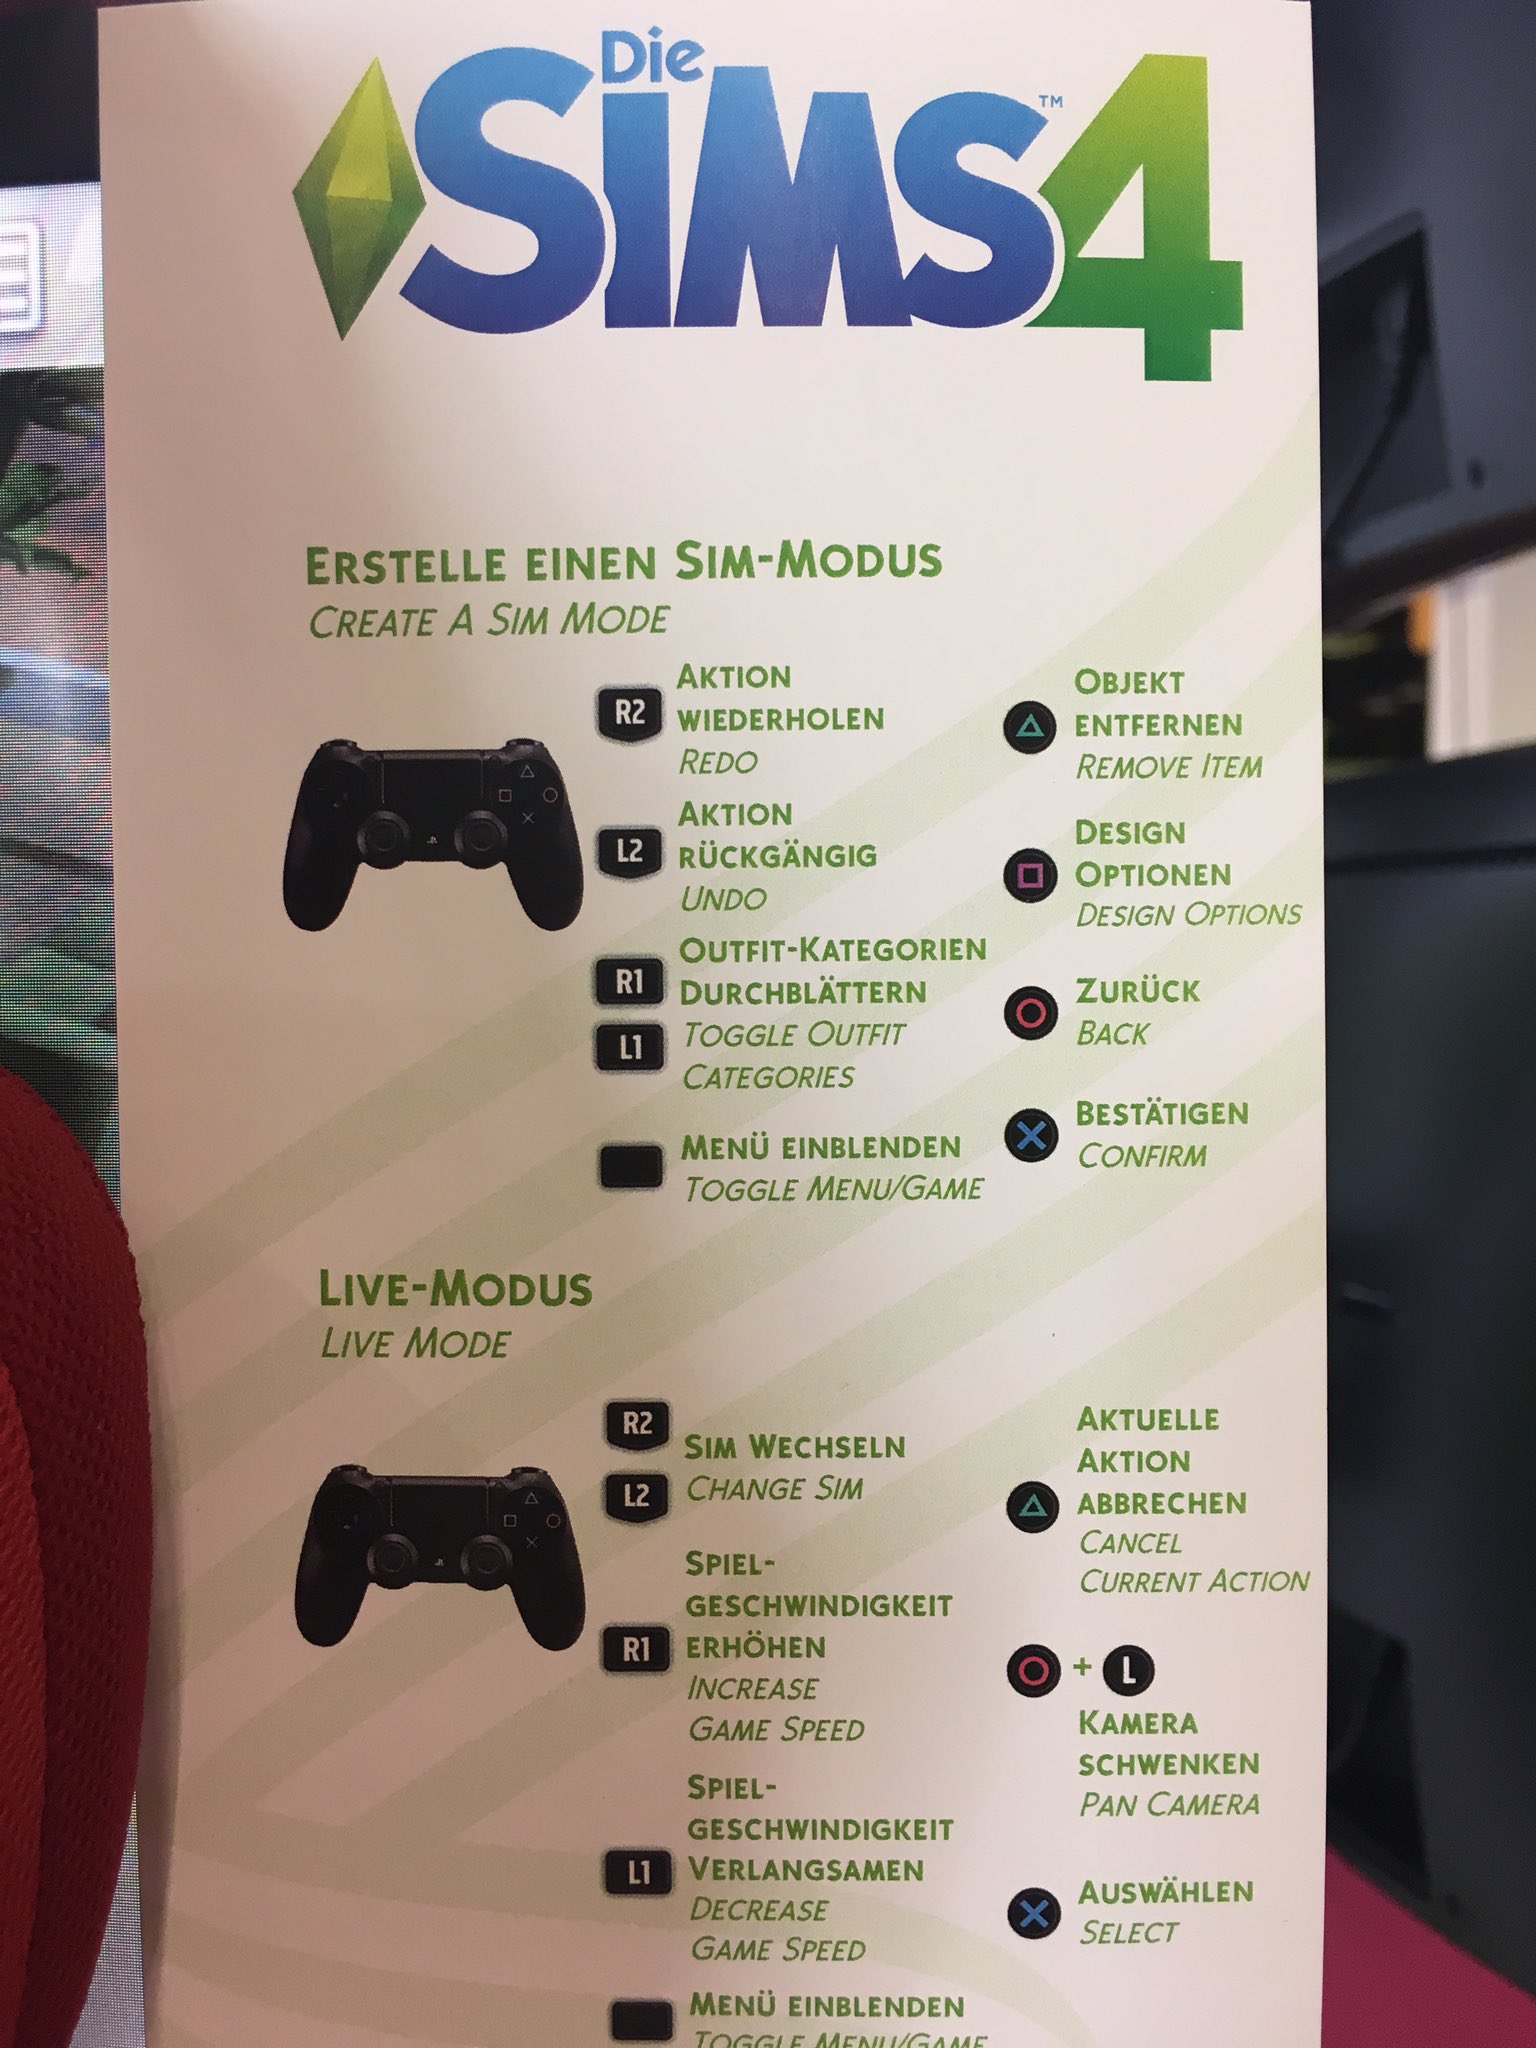 Die
SiMS 4
™
ERSTELLE EINEN SIM-MODUS
CREATE A SIM MODE
R2
AKTION
WIEDERHOLEN
REDO
L2
AKTION
RÜCKGÄNGIG
UNDO
R1
L1
OUTFIT-KATEGORIEN
DURCHBLÄTTERN
TOGGLE OUTFIT
CATEGORIES
MENÜ EINBLENDEN
TOGGLE MENU/GAME
OBJEKT
ENTFERNEN
REMOVE ITEM
DESIGN
OPTIONEN
DESIGN OPTIONS
ZURÜCK
BACK
BESTÄTIGEN
CONFIRM
LIVE-MODUS
LIVE MODE
R2
L2
SIM WECHSELN
CHANGE SIM
R1
SPIEL-
GESCHWINDIGKEIT
ERHÖHEN
INCREASE
GAME SPEED
L1
SPIEL-
GESCHWINDIGKEIT
VERLANGSAMEN
DECREASE
GAME SPEED
MENÜ EINBLENDEN
TOGGLE MENU/GAME
AKTUELLE
AKTION
ABBRECHEN
CANCEL
CURRENT ACTION
+ L
KAMERA
SCHWENKEN
PAN CAMERA
AUSWÄHLEN
SELECT